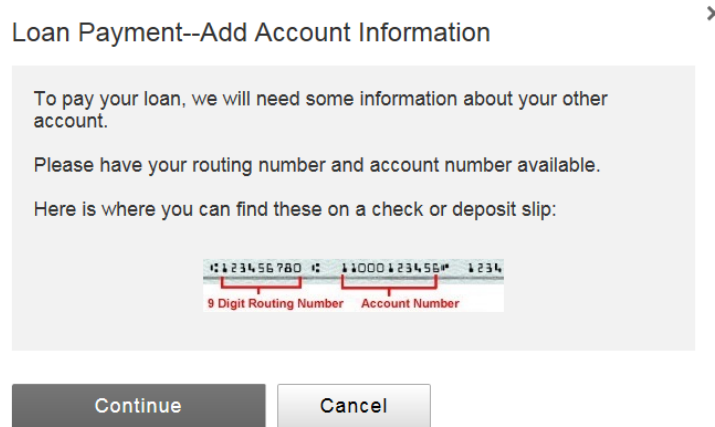 Loan Payment--Add Account Information
To pay your loan, we will need some information about your other
account.
Please have your routing number and account number available.
Here is where you can find these on a check or deposit slip:
⑆123456780 ⑆ 11000123456⑈ 1234
9 Digit Routing Number Account Number
Continue Cancel